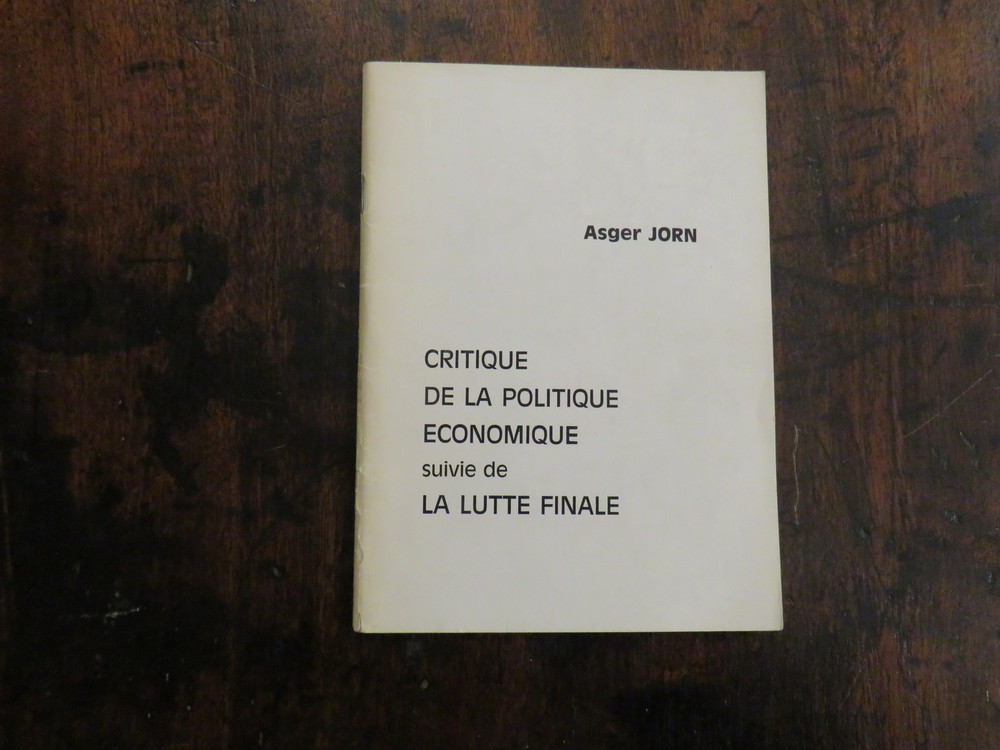 Asger JORN
CRITIQUE
DE LA POLITIQUE
ECONOMIQUE
suivie de
LA LUTTE FINALE